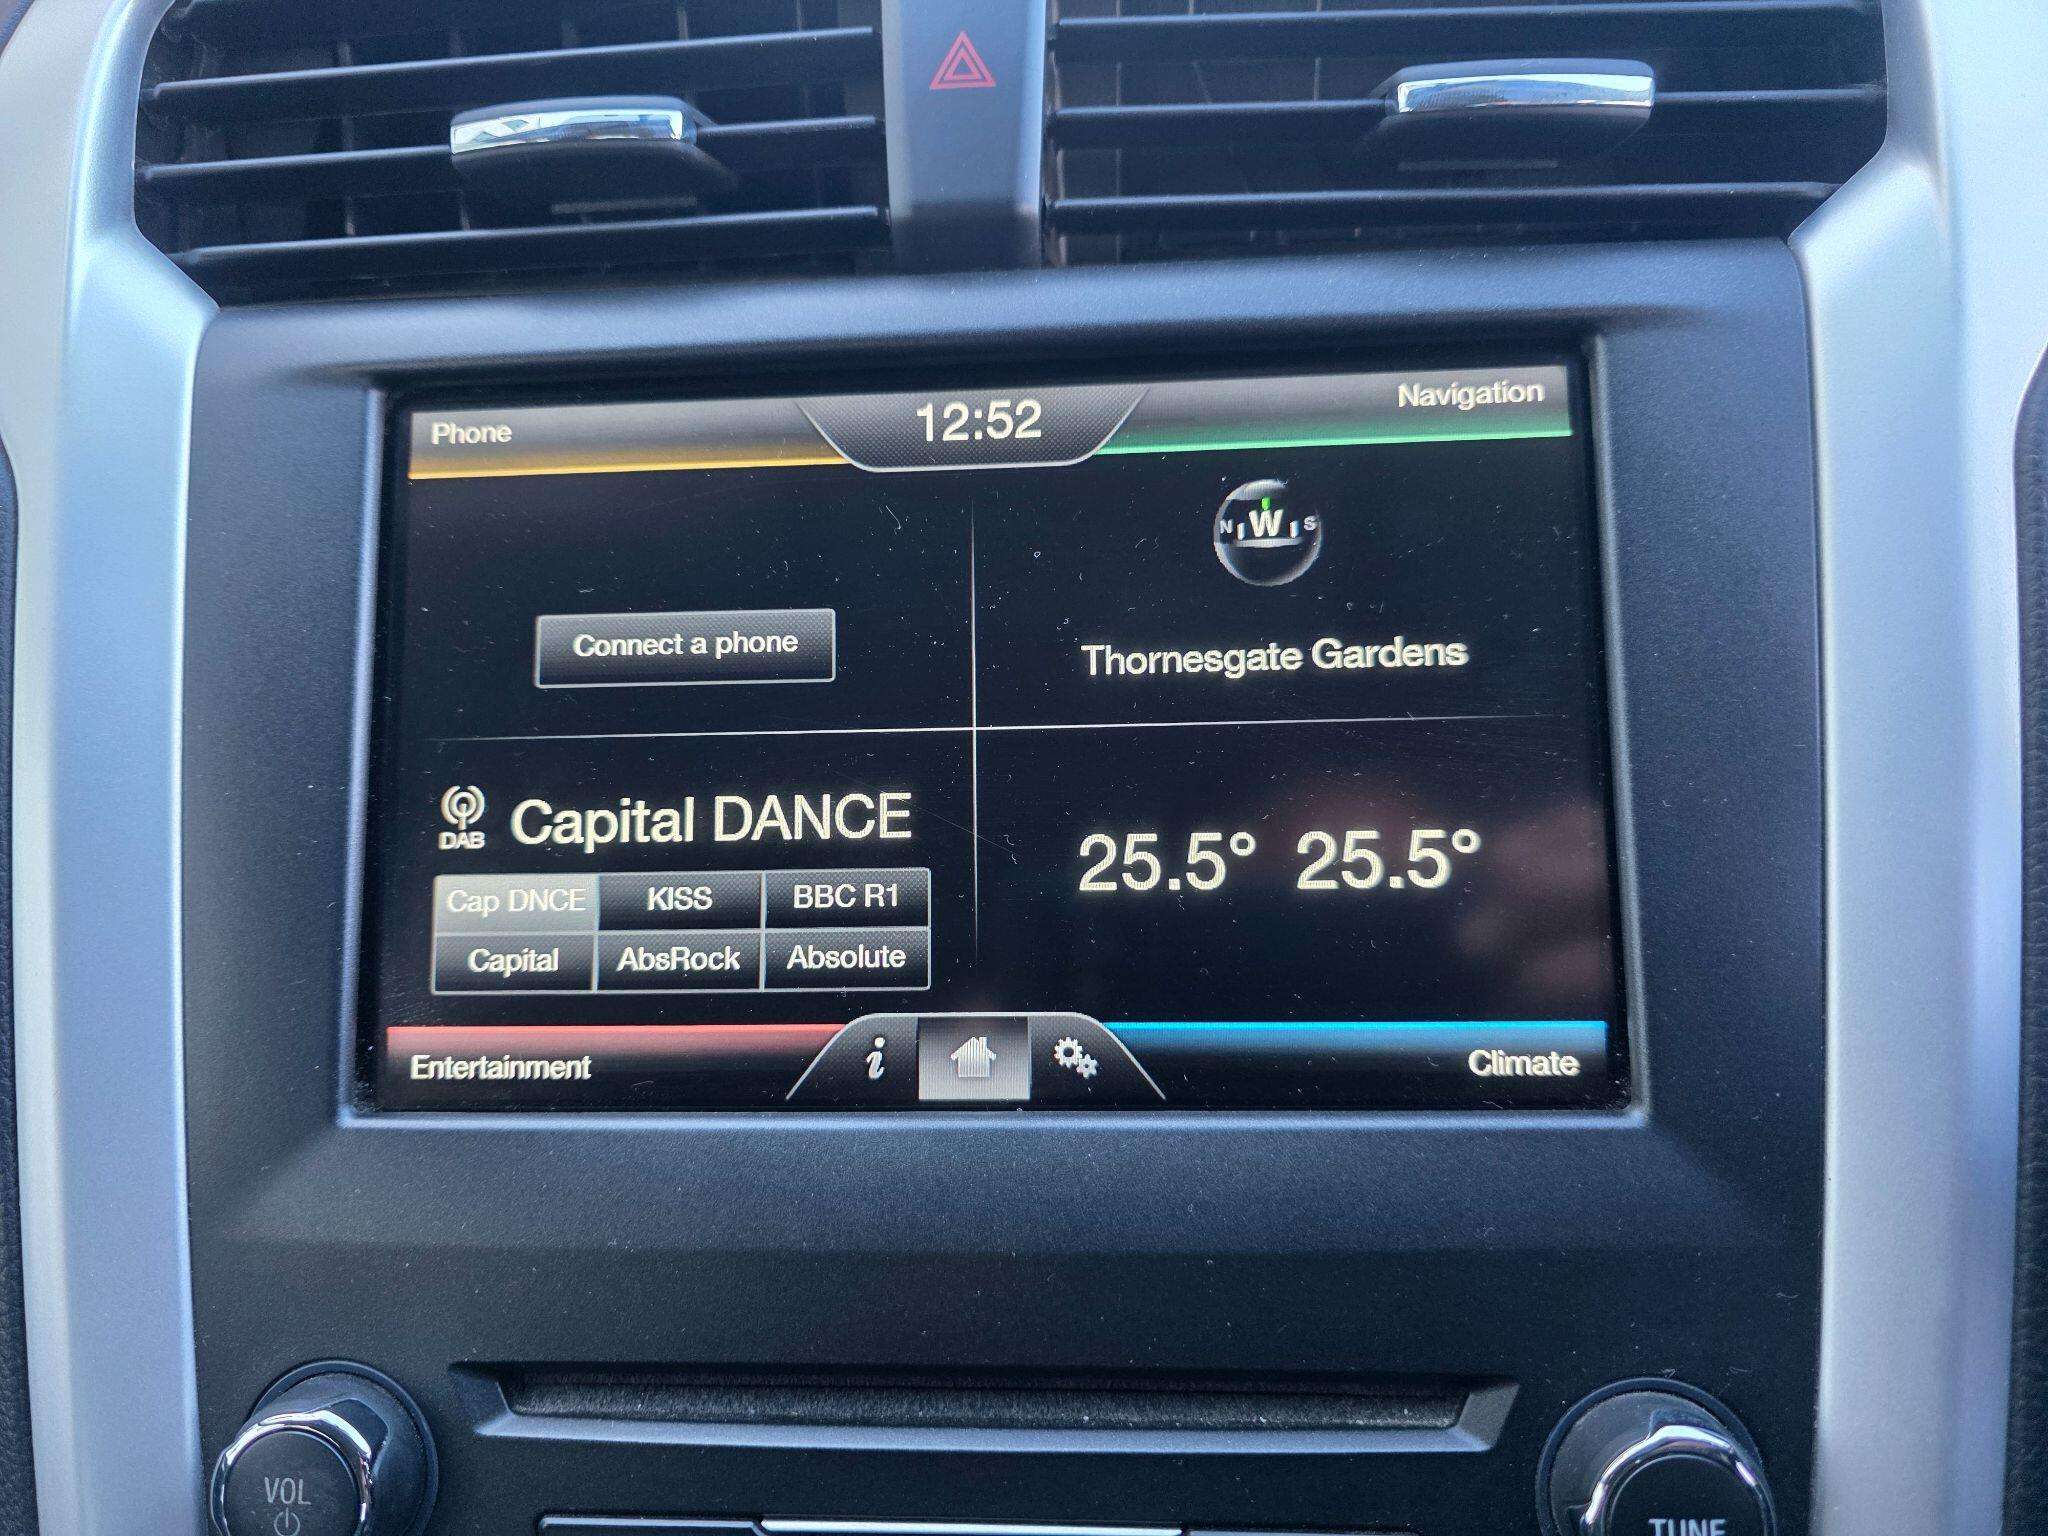 Phone
12:52
Navigation
N W S
Connect a phone
Thornesgate Gardens
DAB
Capital DANCE
25.5° 25.5°
Cap DNCE KISS BBC R1
Capital AbsRock Absolute
Entertainment
i
Climate
VOL
TUNE